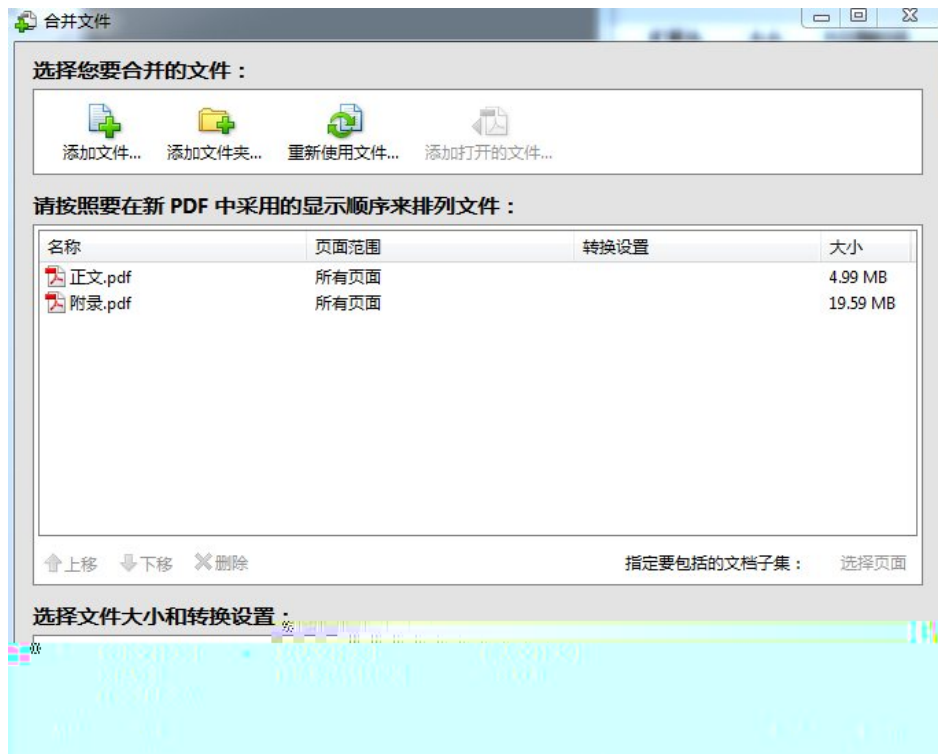 合并文件
选择您要合并的文件：
添加文件... 添加文件夹... 重新使用文件... 添加打开的文件...
请按照要在新 PDF 中采用的显示顺序来排列文件：
名称 页面范围 转换设置 大小
正文.pdf 所有页面 4.99 MB
附录.pdf 所有页面 19.59 MB
上移 下移 删除 指定要包括的文档子集： 选择页面
选择文件大小和转换设置：